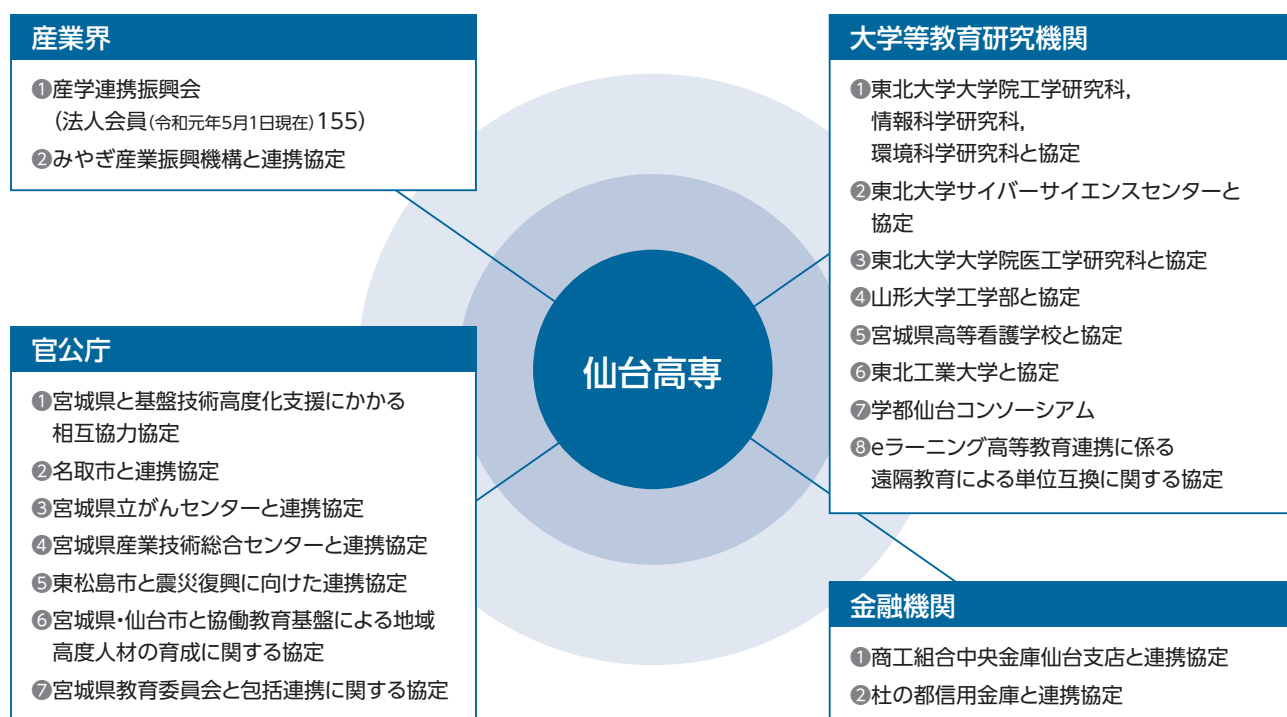 産業界
❶産学連携振興会
(法人会員(令和元年5月1日現在)155)
❷みやぎ産業振興機構と連携協定
官公庁
❶宮城県と基盤技術高度化支援にかかる
相互協力協定
❷名取市と連携協定
❸宮城県立がんセンターと連携協定
❹宮城県産業技術総合センターと連携協定
❺東松島市と震災復興に向けた連携協定
❻宮城県・仙台市と協働教育基盤による地域
高度人材の育成に関する協定
❼宮城県教育委員会と包括連携に関する協定
仙台高専
大学等教育研究機関
❶東北大学大学院工学研究科,
情報科学研究科,
環境科学研究科と協定
❷東北大学サイバーサイエンスセンターと
協定
❸東北大学大学院医工学研究科と協定
❹山形大学工学部と協定
❺宮城県高等看護学校と協定
❻東北工業大学と協定
❼学都仙台コンソーシアム
❽eラーニング高等教育連携に係る
遠隔教育による単位互換に関する協定
金融機関
❶商工組合中央金庫仙台支店と連携協定
❷杜の都信用金庫と連携協定